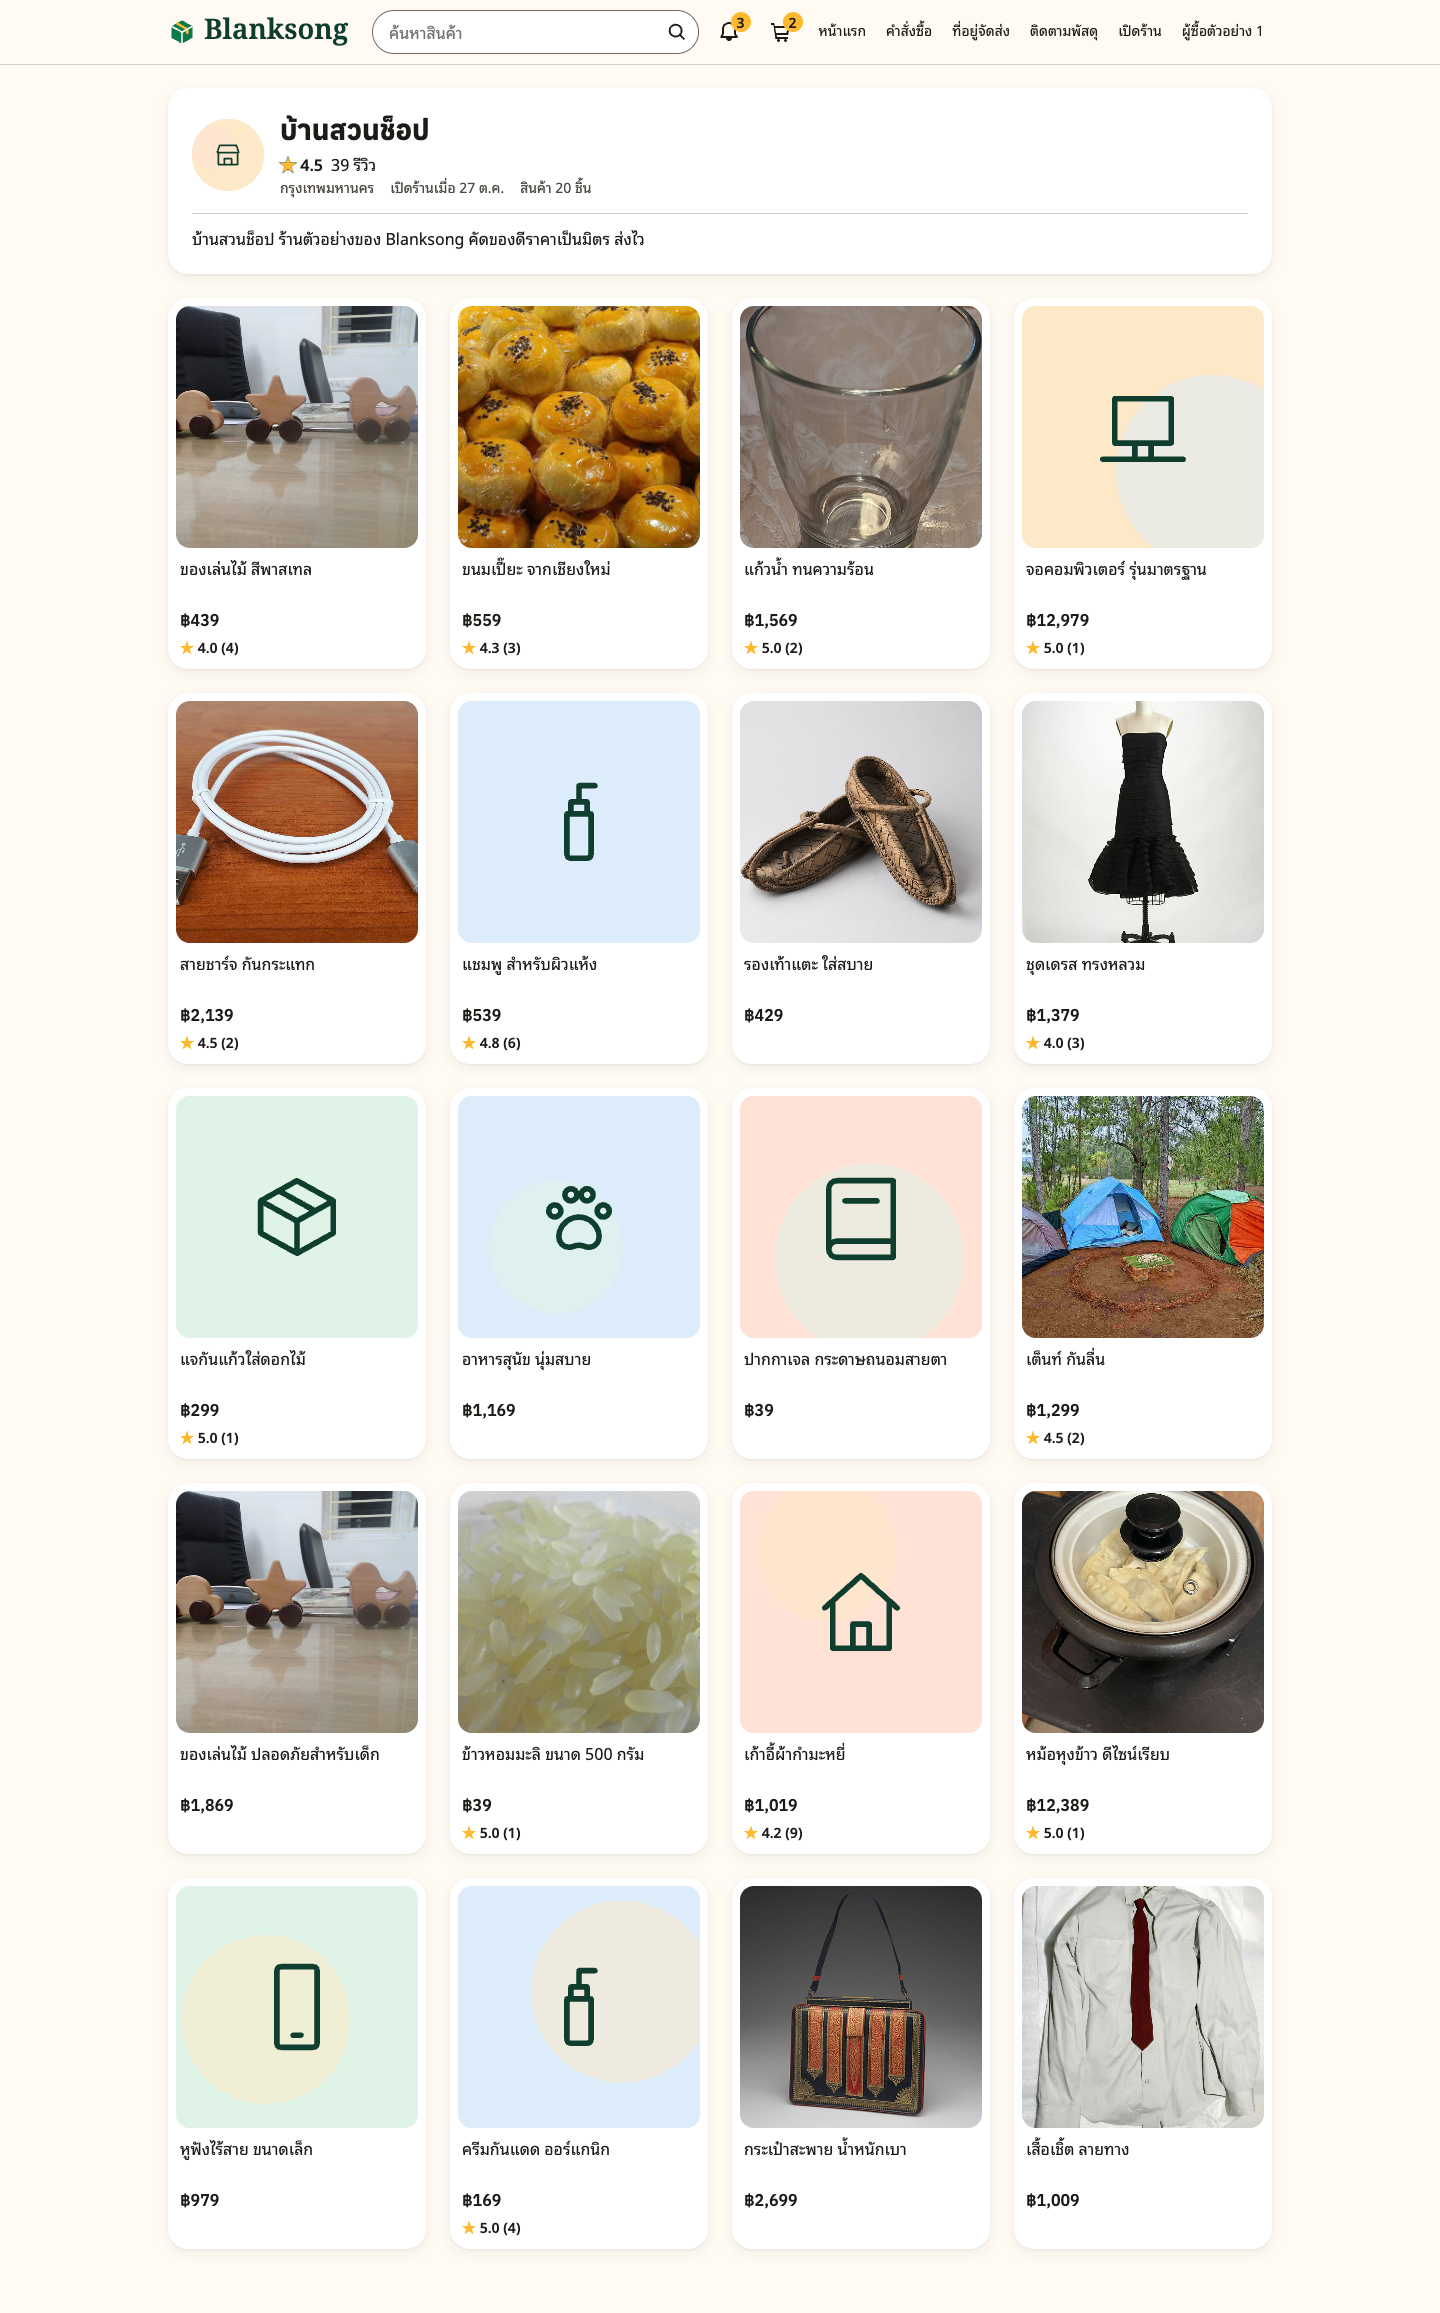 Blanksong
ค้นหาสินค้า
3
2
หน้าแรก
คำสั่งซื้อ
ที่อยู่จัดส่ง
ติดตามพัสดุ
เปิดร้าน
ผู้ซื้อตัวอย่าง 1
บ้านสวนช็อป
4.5 39 รีวิว
กรุงเทพมหานคร เปิดร้านเมื่อ 27 ต.ค. สินค้า 20 ชิ้น
บ้านสวนช็อป ร้านตัวอย่างของ Blanksong คัดของดีราคาเป็นมิตร ส่งไว
ของเล่นไม้ สีพาสเทล
฿439
4.0 (4)
ขนมเปี๊ยะ จากเชียงใหม่
฿559
4.3 (3)
แก้วน้ำ ทนความร้อน
฿1,569
5.0 (2)
จอคอมพิวเตอร์ รุ่นมาตรฐาน
฿12,979
5.0 (1)
สายชาร์จ กันกระแทก
฿2,139
4.5 (2)
แชมพู สำหรับผิวแห้ง
฿539
4.8 (6)
รองเท้าแตะ ใส่สบาย
฿429
ชุดเดรส ทรงหลวม
฿1,379
4.0 (3)
แจกันแก้วใส่ดอกไม้
฿299
5.0 (1)
อาหารสุนัข นุ่มสบาย
฿1,169
ปากกาเจล กระดาษถนอมสายตา
฿39
เต็นท์ กันลื่น
฿1,299
4.5 (2)
ของเล่นไม้ ปลอดภัยสำหรับเด็ก
฿1,869
ข้าวหอมมะลิ ขนาด 500 กรัม
฿39
5.0 (1)
เก้าอี้ผ้ากำมะหยี่
฿1,019
4.2 (9)
หม้อหุงข้าว ดีไซน์เรียบ
฿12,389
5.0 (1)
หูฟังไร้สาย ขนาดเล็ก
฿979
ครีมกันแดด ออร์แกนิก
฿169
5.0 (4)
กระเป๋าสะพาย น้ำหนักเบา
฿2,699
เสื้อเชิ้ต ลายทาง
฿1,009